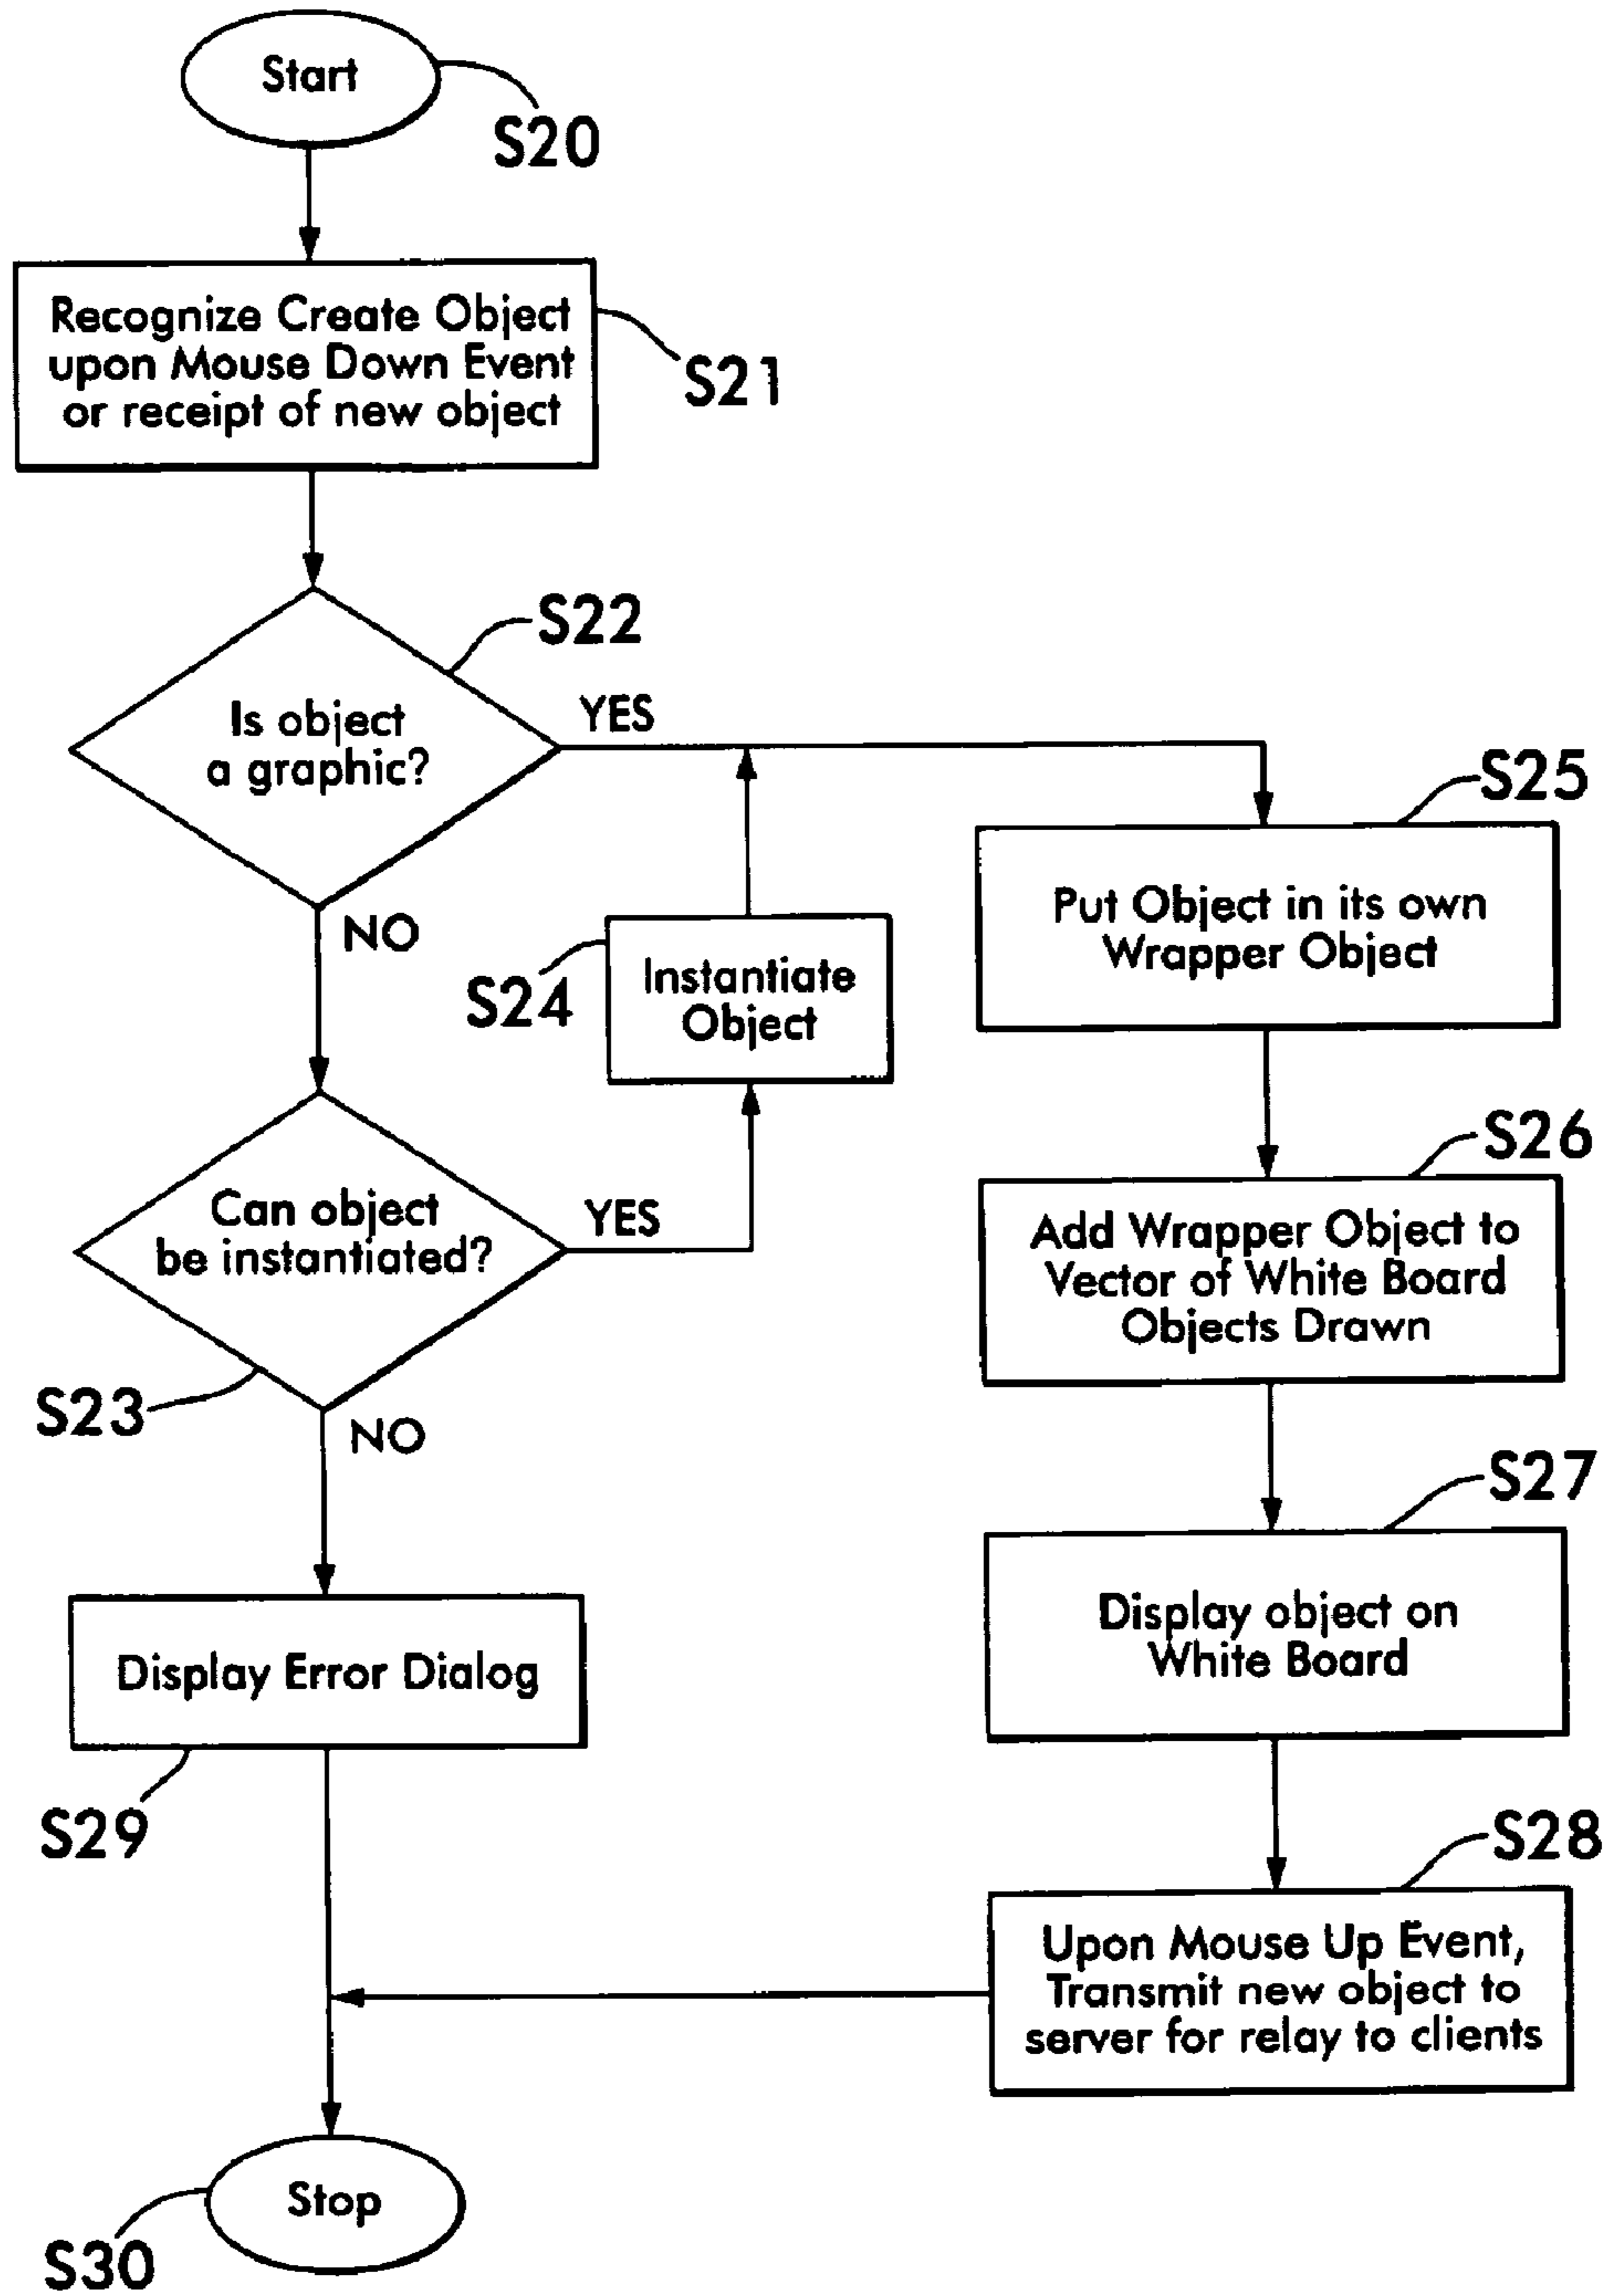 Start
S20
Recognize Create Object
upon Mouse Down Event
or receipt of new object
S21
S22
Is object
a graphic?
YES
NO
S24
Instantiate
Object
S25
Put Object in its own
Wrapper Object
Can object
be instantiated?
YES
S23
NO
S26
Add Wrapper Object to
Vector of White Board
Objects Drawn
S27
Display object on
White Board
Display Error Dialog
S29
S28
Upon Mouse Up Event,
Transmit new object to
server for relay to clients
Stop
S30